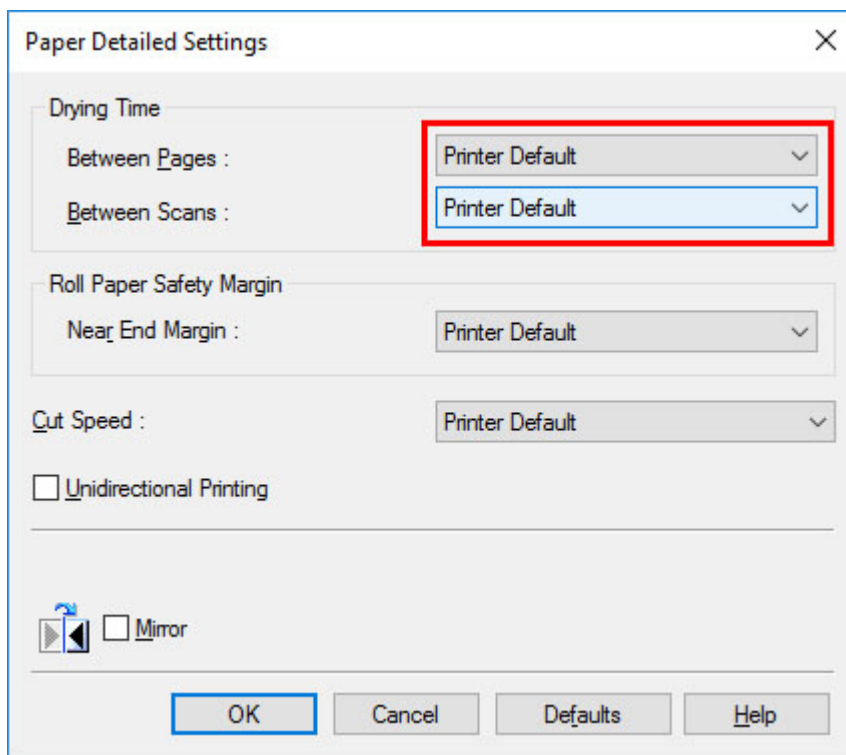 Paper Detailed Settings
Drying Time
Between Pages : Printer Default
Between Scans : Printer Default
Roll Paper Safety Margin
Near End Margin : Printer Default
Cut Speed : Printer Default
Unidirectional Printing
Mirror
OK Cancel Defaults Help